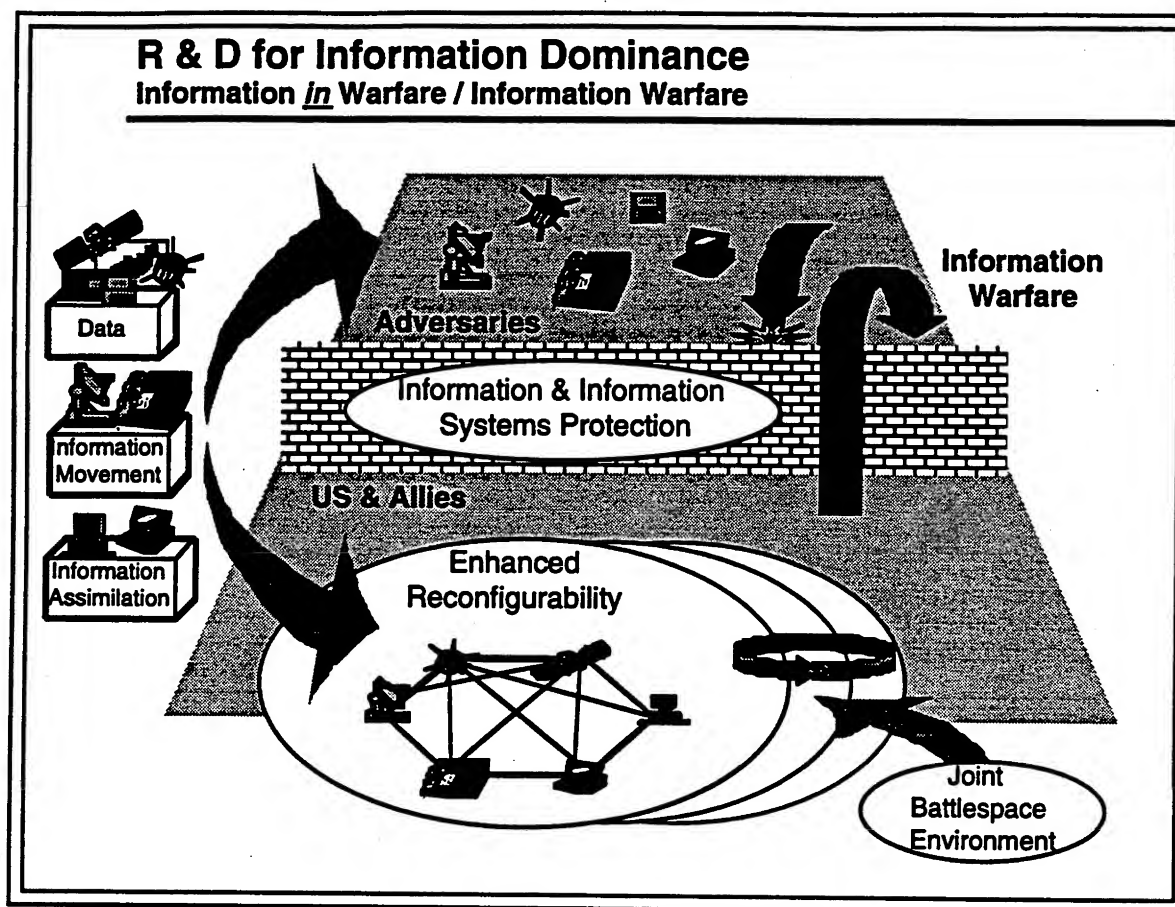 R & D for Information Dominance
Information in Warfare / Information Warfare
Data
Information
Movement
Information
Assimilation
Adversaries
Information
Warfare
Information & Information
Systems Protection
US & Allies
Enhanced
Reconfigurability
Joint
Battlespace
Environment